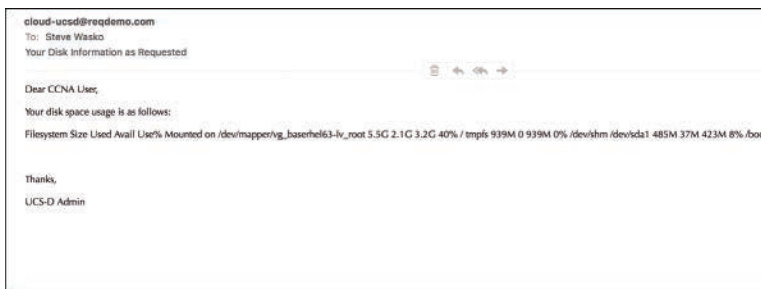 cloud-ucsd@reqdemo.com
To: Steve Wasko
Your Disk Information as Requested
Dear CCNA User,
Your disk space usage is as follows:
Filesystem Size Used Avail Use% Mounted on /dev/mapper/vg_baserhel63-lv_root 5.5G 2.1G 3.2G 40% / tmpfs 939M 0 939M 0% /dev/shm /dev/sda1 485M 37M 423M 8% /boo
Thanks,
UCS-D Admin